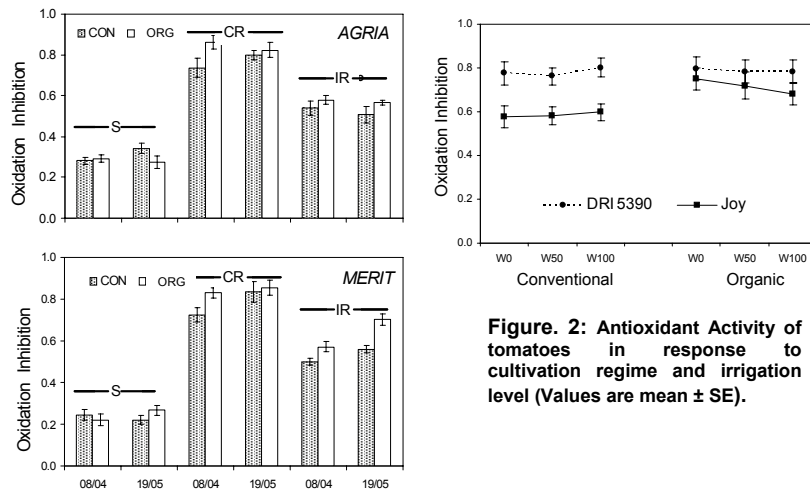 CON ORG CR AGRIA
IR
S
Oxidation Inhibition
1.0
0.8
0.6
0.4
0.2
0.0
CON ORG CR MERIT
IR
S
Oxidation Inhibition
1.0
0.8
0.6
0.4
0.2
0.0
08/04 19/05 08/04 19/05 08/04 19/05
Oxidation Inhibition
1.0
0.8
0.6
0.4
0.2
0.0
DRI 5390 Joy
W0 W50 W100 W0 W50 W100
Conventional Organic
Figure. 2: Antioxidant Activity of
tomatoes in response to
cultivation regime and irrigation
level (Values are mean ± SE).